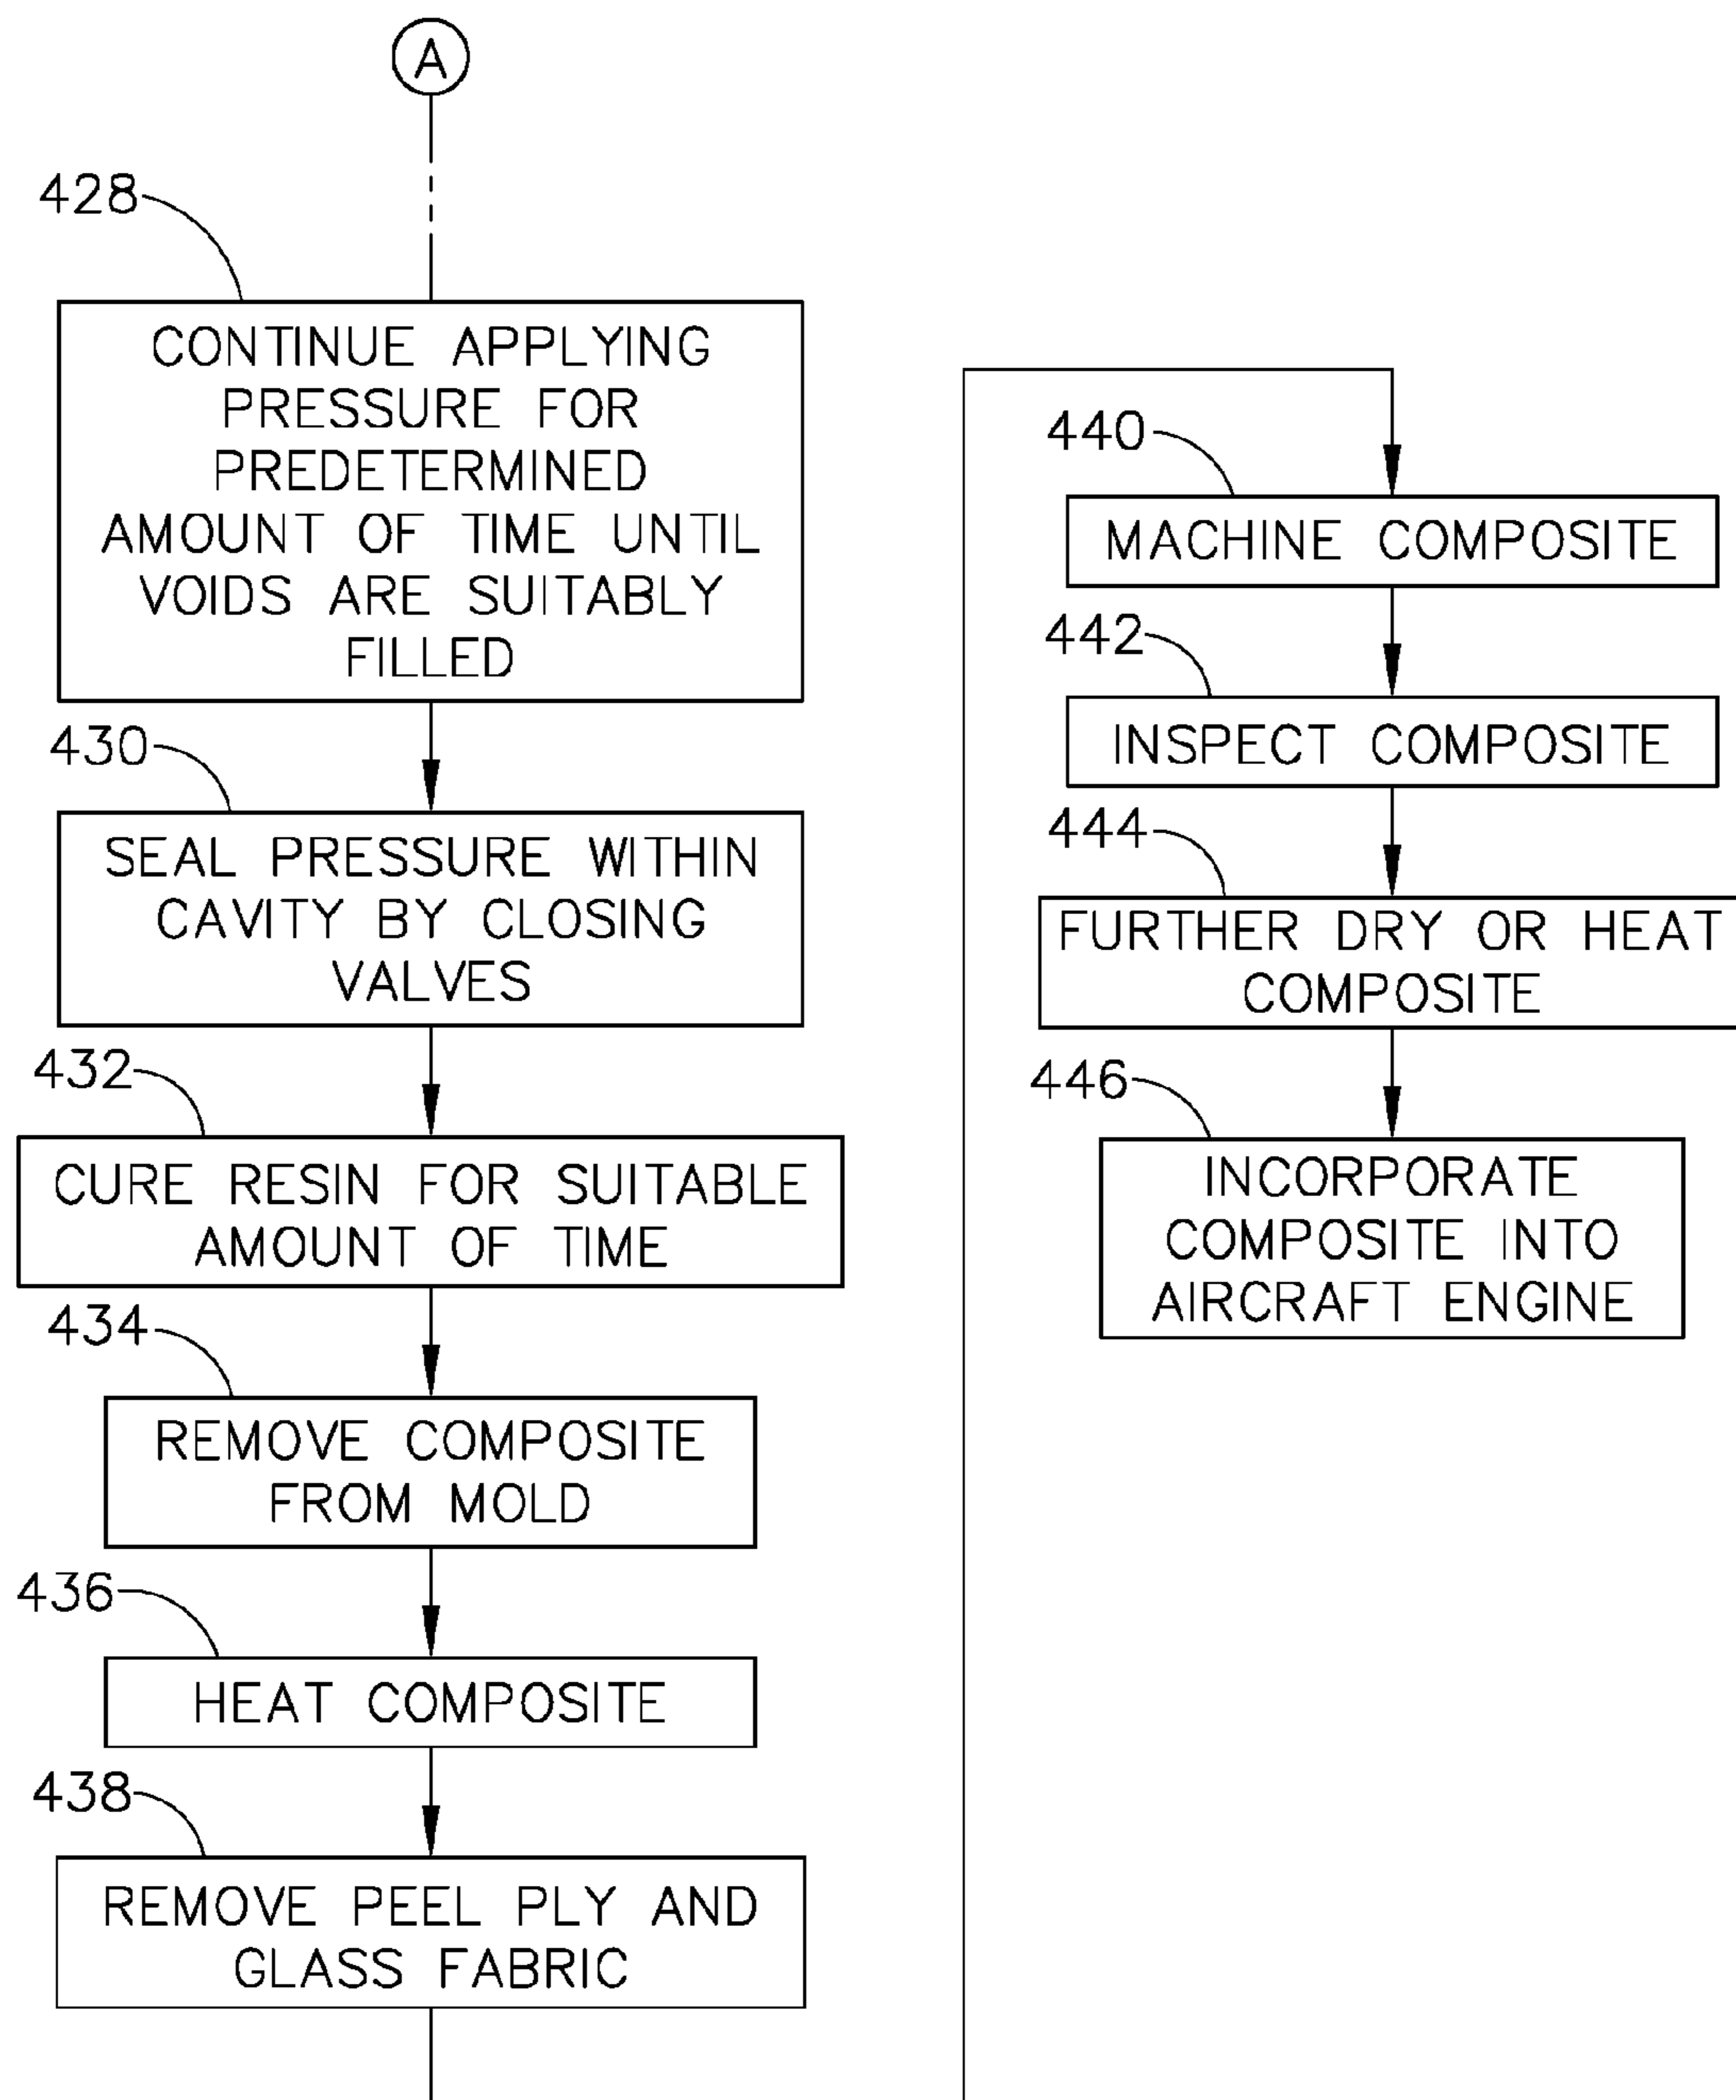 A
428
CONTINUE APPLYING
PRESSURE FOR
PREDETERMINED
AMOUNT OF TIME UNTIL
VOIDS ARE SUITABLY
FILLED
430
SEAL PRESSURE WITHIN
CAVITY BY CLOSING
VALVES
432
CURE RESIN FOR SUITABLE
AMOUNT OF TIME
434
REMOVE COMPOSITE
FROM MOLD
436
HEAT COMPOSITE
438
REMOVE PEEL PLY AND
GLASS FABRIC
440
MACHINE COMPOSITE
442
INSPECT COMPOSITE
444
FURTHER DRY OR HEAT
COMPOSITE
446
INCORPORATE
COMPOSITE INTO
AIRCRAFT ENGINE